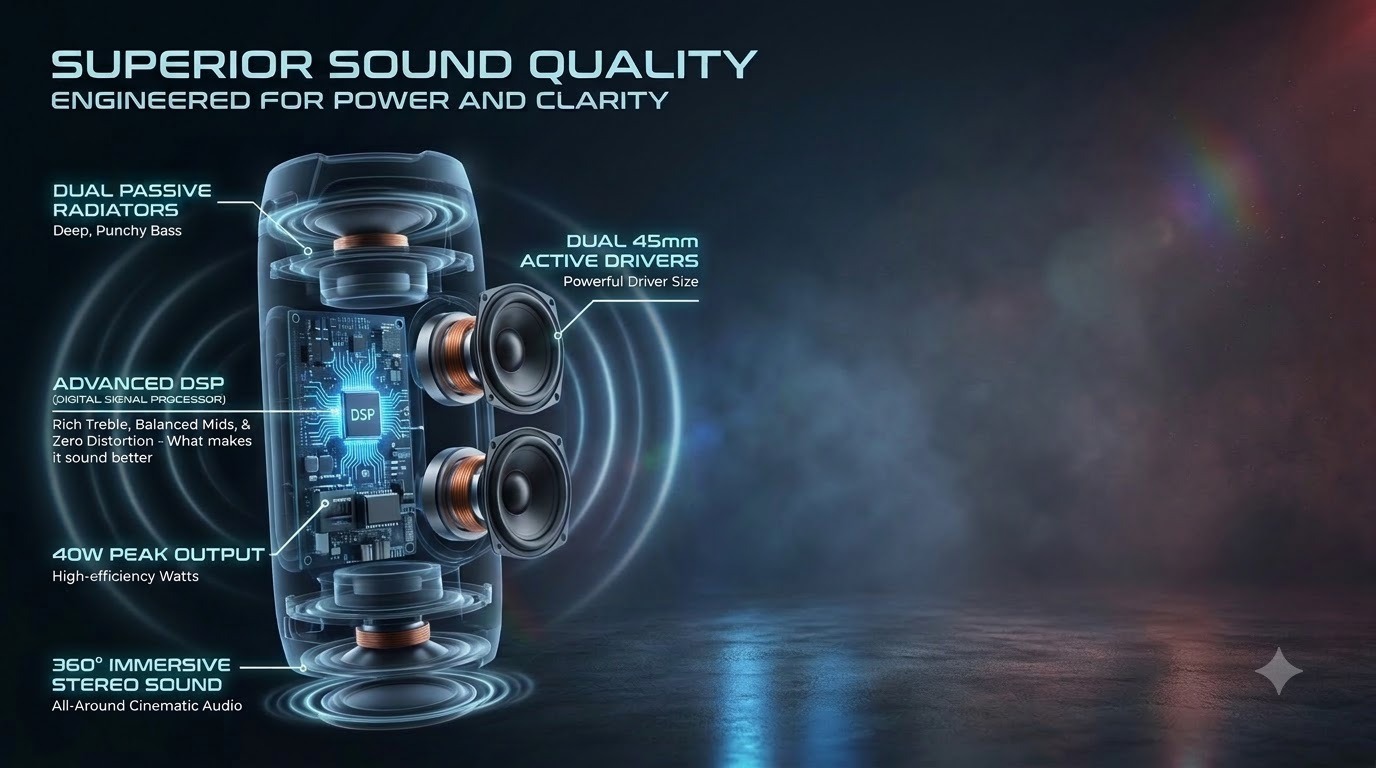 SUPERIOR SOUND QUALITY
ENGINEERED FOR POWER AND CLARITY
DUAL PASSIVE
RADIATORS
Deep, Punchy Bass
DUAL 45mm
ACTIVE DRIVERS
Powerful Driver Size
ADVANCED DSP
(DIGITAL SIGNAL PROCESSOR)
Rich Treble, Balanced Mids, &
Zero Distortion - What makes
it sound better
DSP
40W PEAK OUTPUT
High-efficiency Watts
360° IMMERSIVE
STEREO SOUND
All-Around Cinematic Audio